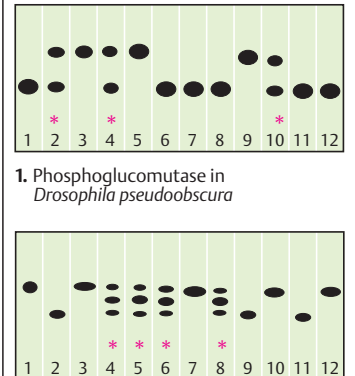 * * *
1 2 3 4 5 6 7 8 9 10 11 12
1. Phosphoglucomutase in
Drosophila pseudoobscura
* * * *
1 2 3 4 5 6 7 8 9 10 11 12